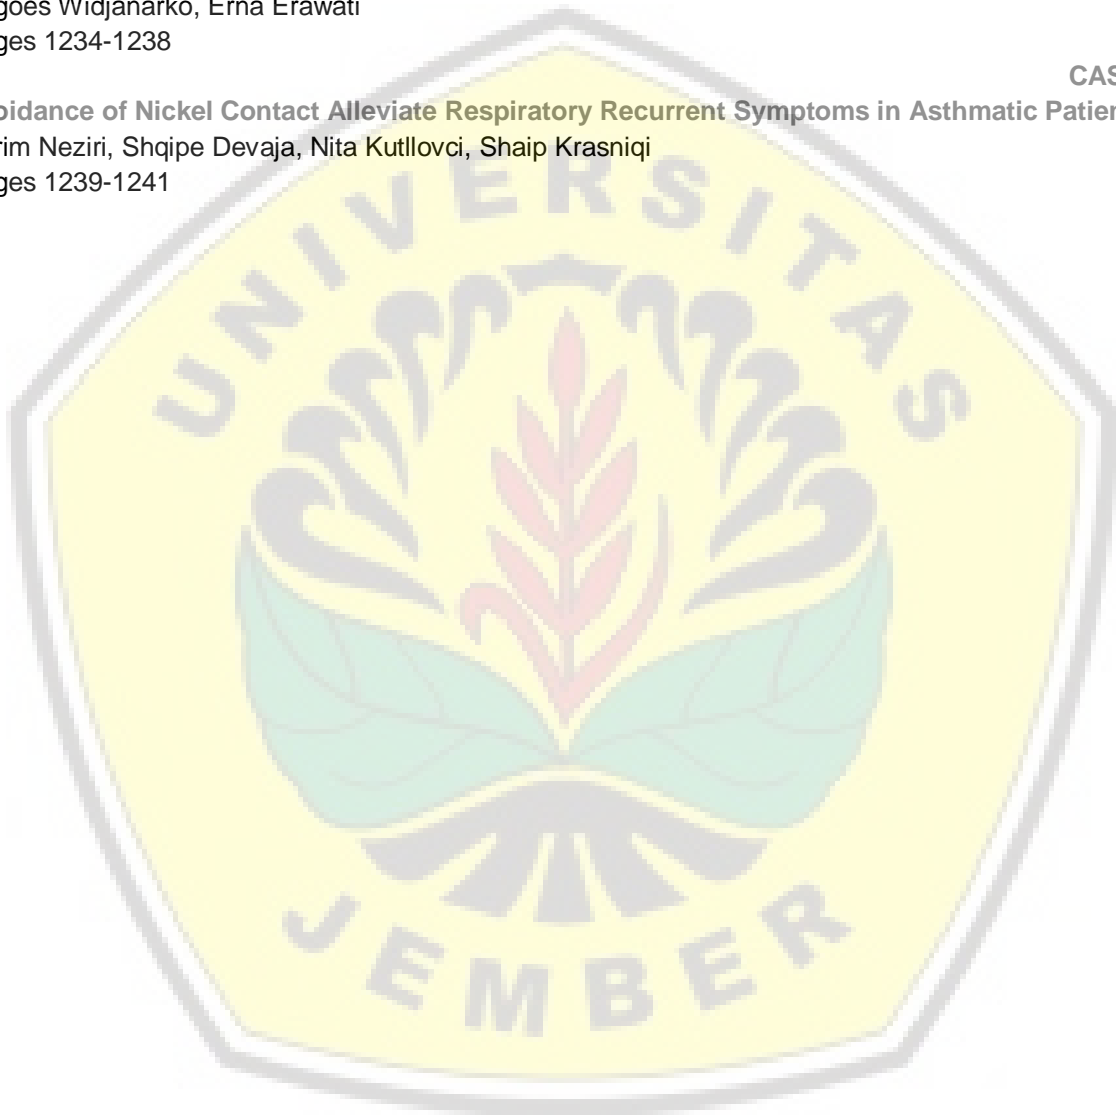 goes Widjanarko, Erna Erawati
ges 1234-1238
CAS
oidance of Nickel Contact Alleviate Respiratory Recurrent Symptoms in Asthmatic Patien
rim Neziri, Shqipe Devaja, Nita Kutllovci, Shaip Krasniqi
ges 1239-1241
UNIVERSITAS
JEMBER